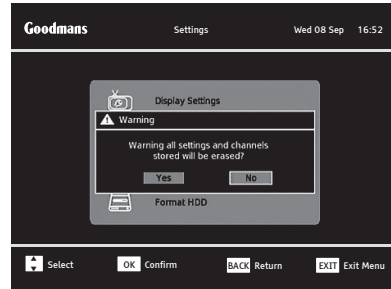 Goodmans Settings Wed 08 Sep 16:52
Display Settings
Warning
Warning all settings and channels
stored will be erased?
Yes No
Format HDD
Select OK Confirm BACK Return EXIT Exit Menu